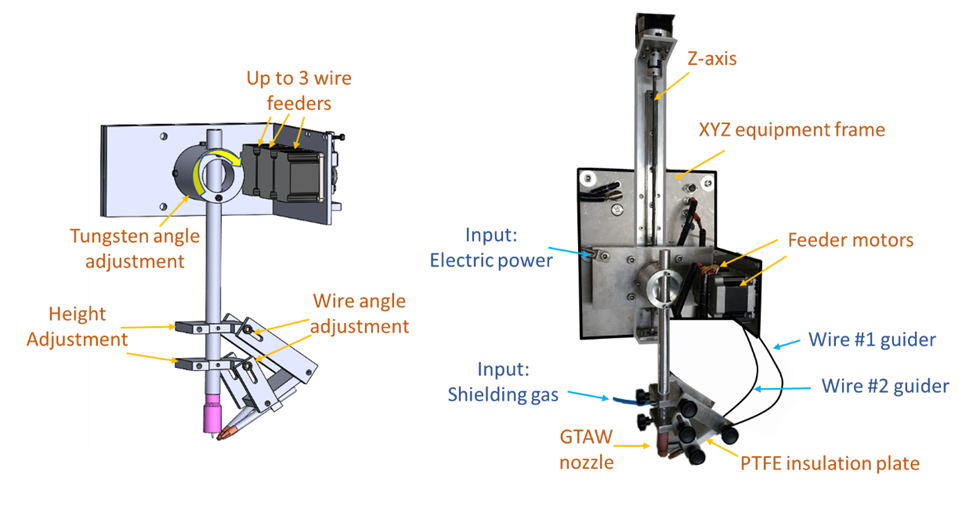 Up to 3 wire
feeders
Tungsten angle
adjustment
Height
Adjustment
Wire angle
adjustment
Z-axis
XYZ equipment frame
Input:
Electric power
Feeder motors
Wire #1 guider
Input:
Shielding gas
Wire #2 guider
GTAW
nozzle
PTFE insulation plate